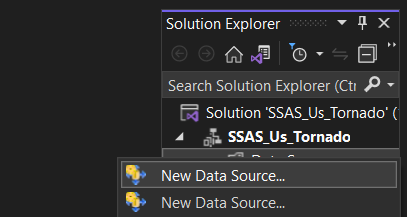 Solution Explorer
Search Solution Explorer (Ctr
Solution 'SSAS_Us_Tornado' (
SSAS_Us_Tornado
New Data Source...
New Data Source...